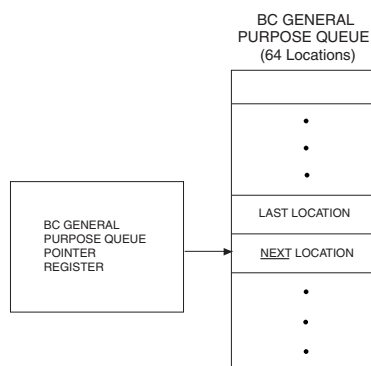 BC GENERAL
PURPOSE QUEUE
(64 Locations)
LAST LOCATION
BC GENERAL
PURPOSE QUEUE
POINTER
REGISTER
NEXT LOCATION